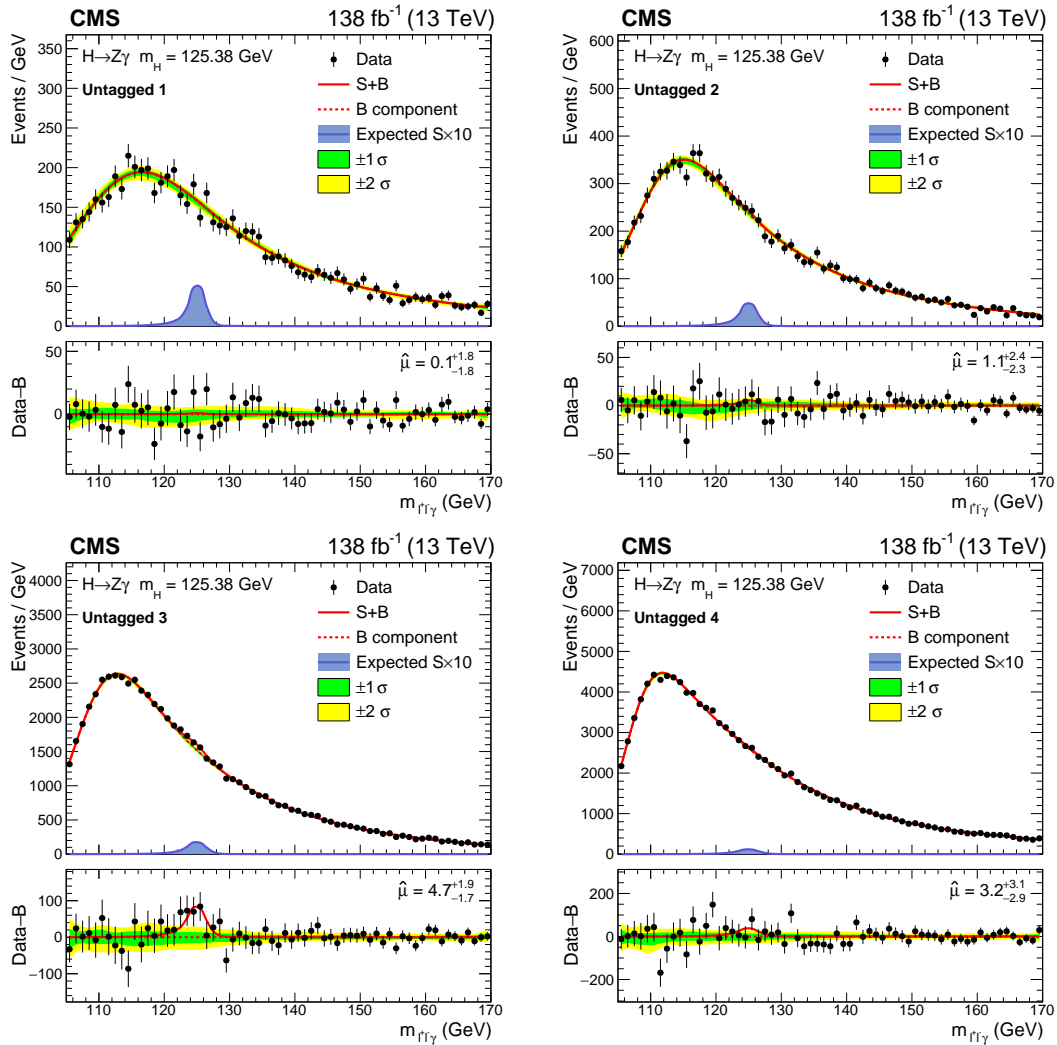 CMS 138 fb⁻¹ (13 TeV)
Events / GeV
H→Zγ m_H = 125.38 GeV
Untagged 1
Data
S+B
B component
Expected S×10
±1 σ
±2 σ
350
300
250
200
150
100
50
0
Data−B
50
0
μ̂ = 0.1 +1.8 −1.8
110 120 130 140 150 160 170
m_l⁺l⁻γ (GeV)
CMS 138 fb⁻¹ (13 TeV)
Events / GeV
H→Zγ m_H = 125.38 GeV
Untagged 2
Data
S+B
B component
Expected S×10
±1 σ
±2 σ
600
500
400
300
200
100
0
Data−B
50
0
−50
μ̂ = 1.1 +2.4 −2.3
110 120 130 140 150 160 170
m_l⁺l⁻γ (GeV)
CMS 138 fb⁻¹ (13 TeV)
Events / GeV
H→Zγ m_H = 125.38 GeV
Untagged 3
Data
S+B
B component
Expected S×10
±1 σ
±2 σ
4000
3500
3000
2500
2000
1500
1000
500
0
Data−B
100
0
−100
μ̂ = 4.7 +1.9 −1.7
110 120 130 140 150 160 170
m_l⁺l⁻γ (GeV)
CMS 138 fb⁻¹ (13 TeV)
Events / GeV
H→Zγ m_H = 125.38 GeV
Untagged 4
Data
S+B
B component
Expected S×10
±1 σ
±2 σ
7000
6000
5000
4000
3000
2000
1000
0
Data−B
200
0
−200
μ̂ = 3.2 +3.1 −2.9
110 120 130 140 150 160 170
m_l⁺l⁻γ (GeV)